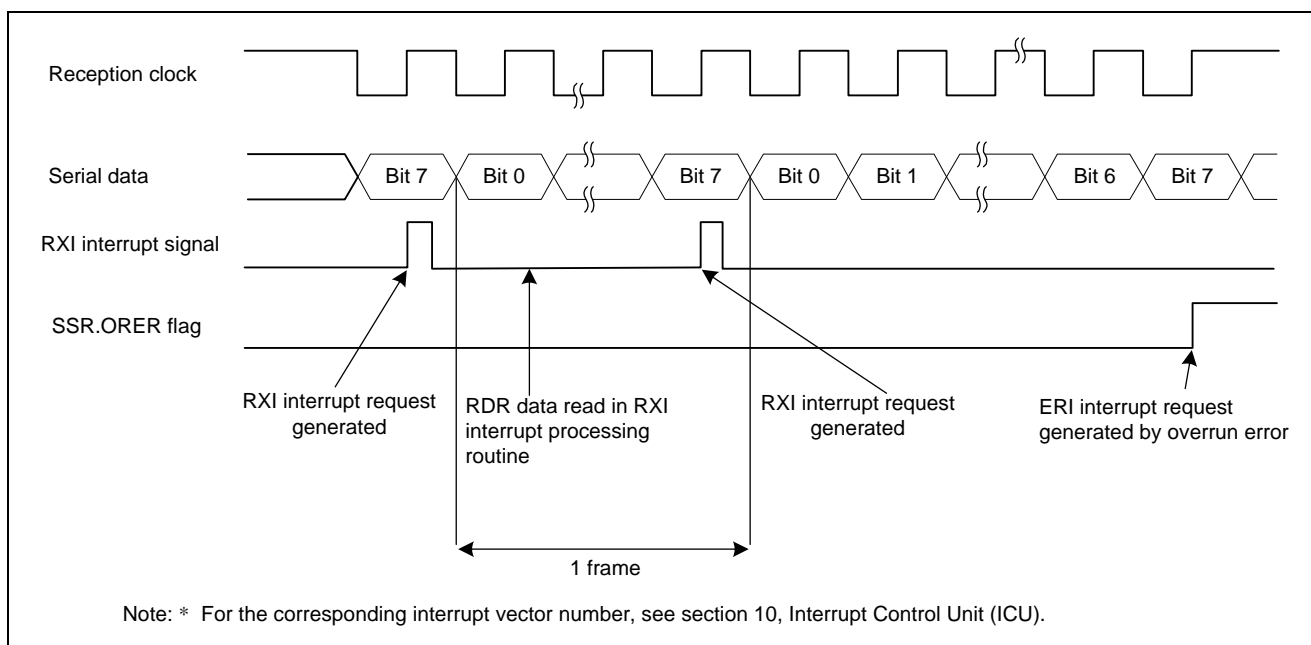 Reception clock
Serial data
Bit 7
Bit 0
Bit 7
Bit 0
Bit 1
Bit 6
Bit 7
RXI interrupt signal
SSR.ORER flag
RXI interrupt request
generated
RDR data read in RXI
interrupt processing
routine
RXI interrupt request
generated
ERI interrupt request
generated by overrun error
1 frame
Note: * For the corresponding interrupt vector number, see section 10, Interrupt Control Unit (ICU).